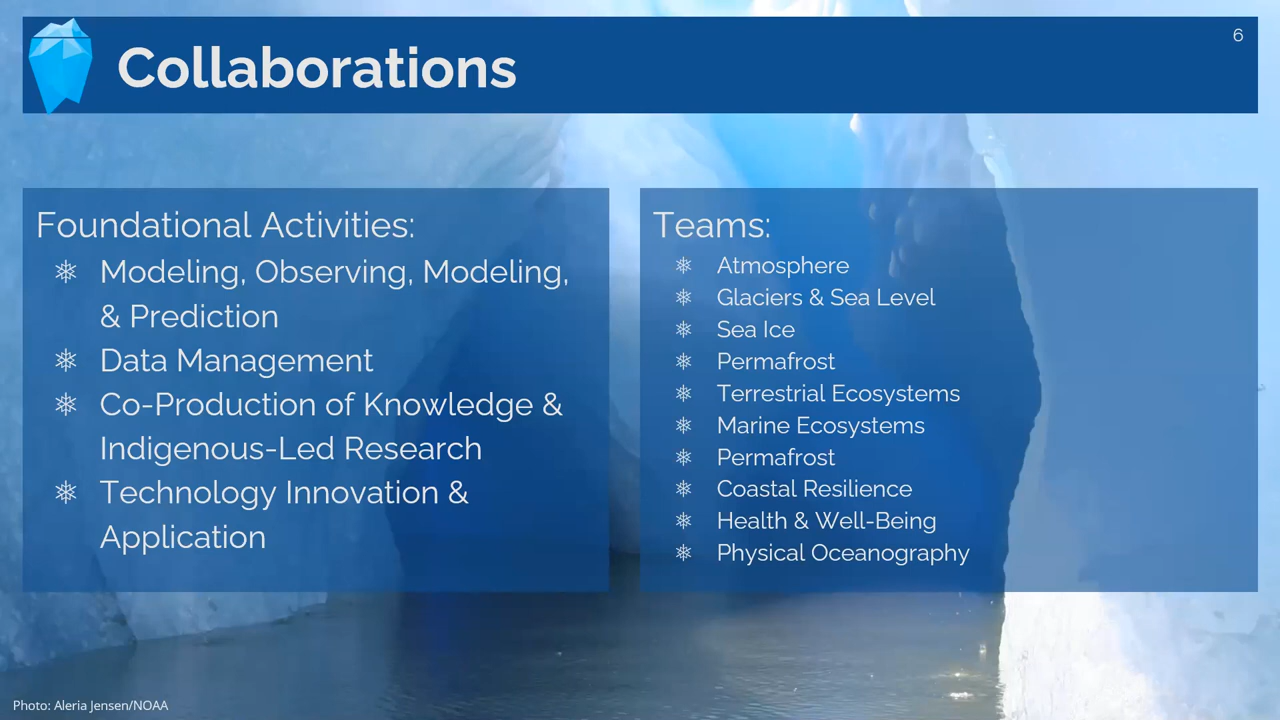 Collaborations
6
Foundational Activities:
Modeling, Observing, Modeling,
& Prediction
Data Management
Co-Production of Knowledge &
Indigenous-Led Research
Technology Innovation &
Application
Teams:
Atmosphere
Glaciers & Sea Level
Sea Ice
Permafrost
Terrestrial Ecosystems
Marine Ecosystems
Permafrost
Coastal Resilience
Health & Well-Being
Physical Oceanography
Photo: Aleria Jensen/NOAA